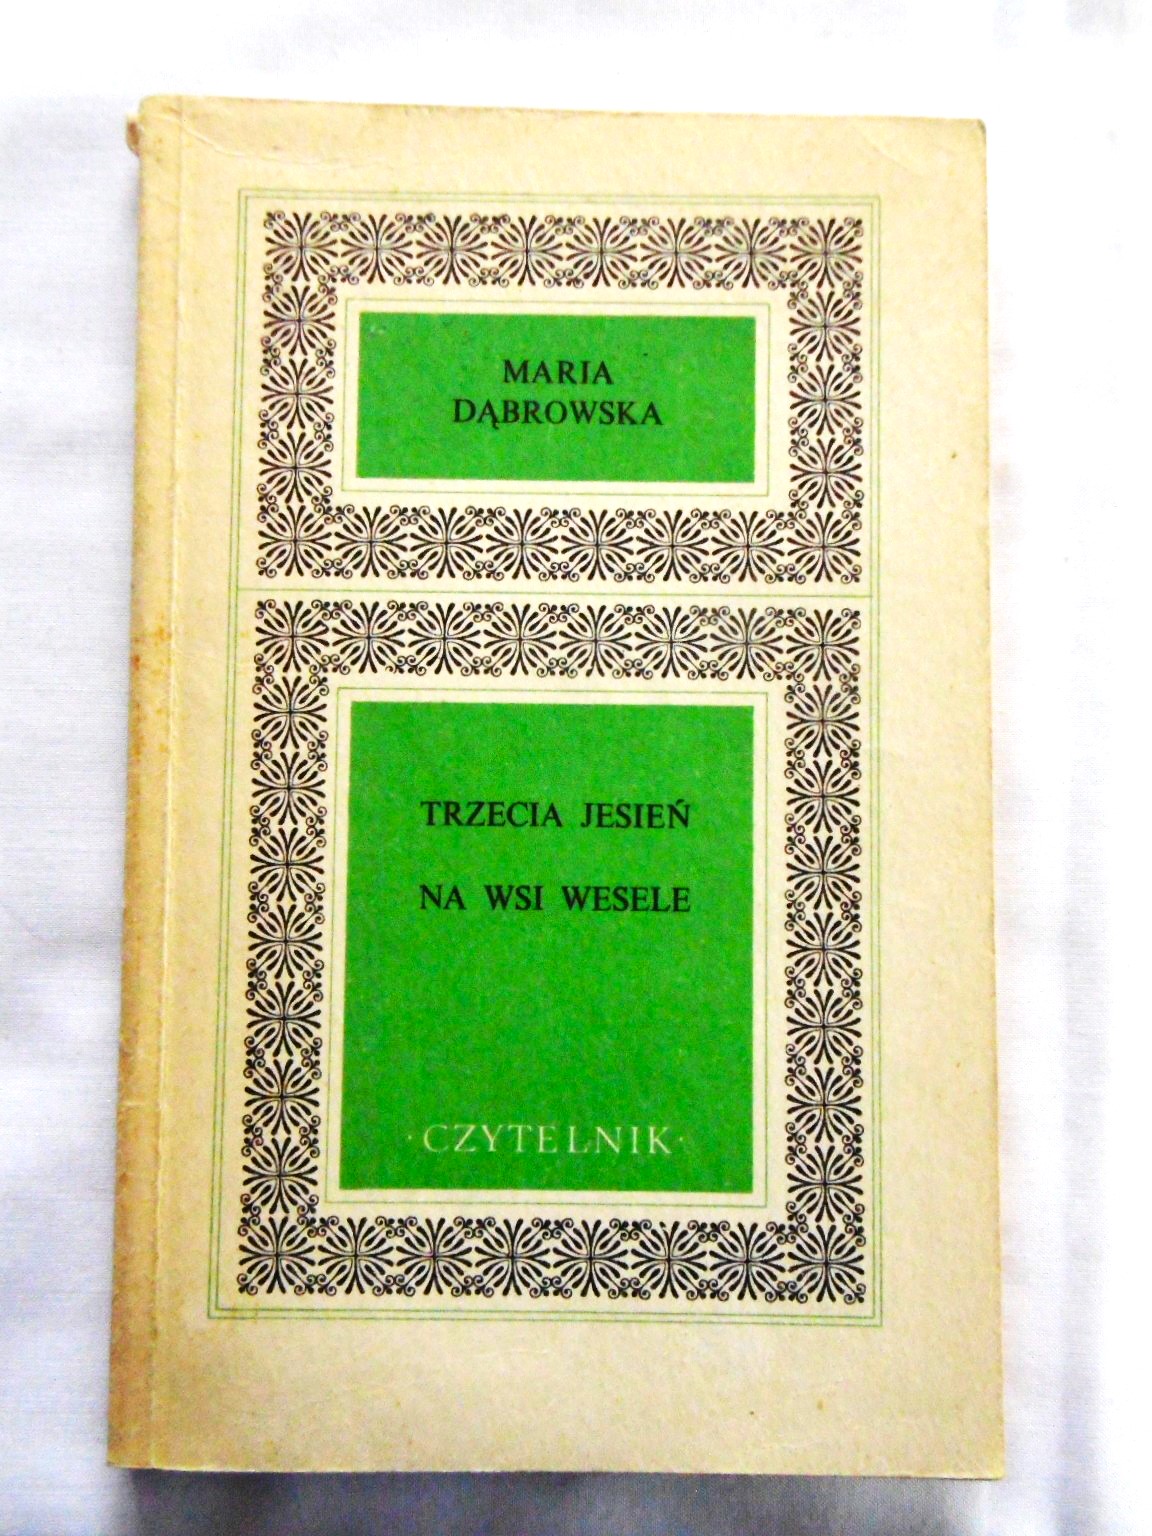 MARIA
DĄBROWSKA
TRZECIA JESIEŃ
NA WSI WESELE
·CZYTELNIK·